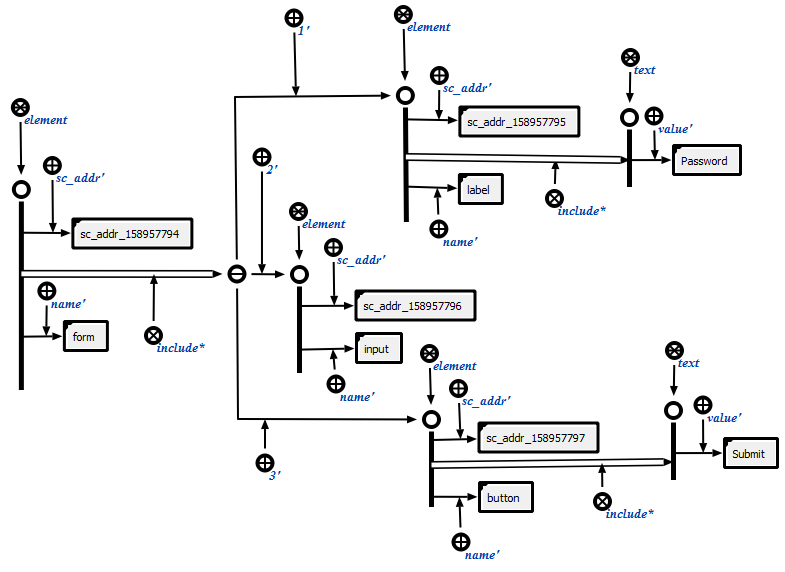 1'
element
text
sc_addr'
sc_addr_158957795
value'
Password
element
2'
sc_addr'
label
include*
sc_addr_158957794
element
name'
sc_addr'
name'
sc_addr_158957796
form
include*
input
element
text
name'
sc_addr'
value'
sc_addr_158957797
Submit
3'
button
include*
name'